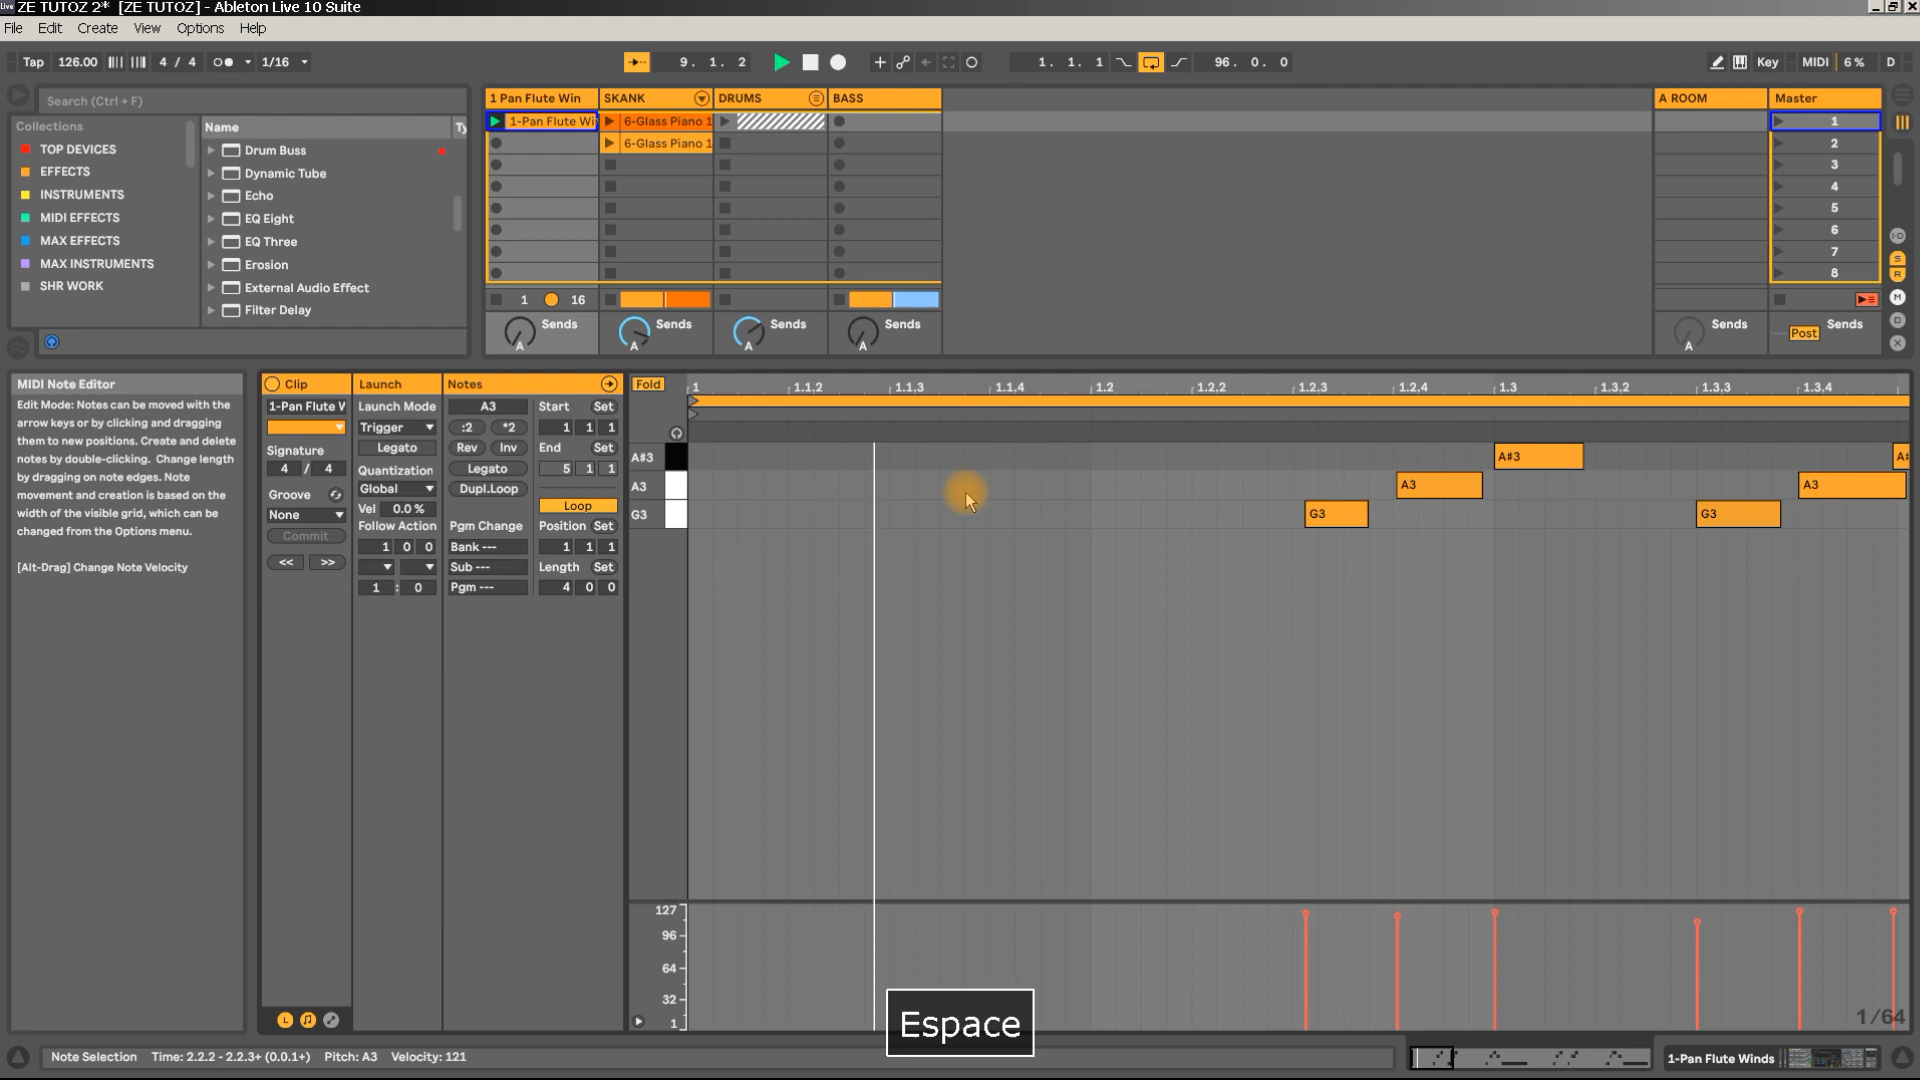 ZE TUTOZ 2* [ZE TUTOZ] - Ableton Live 10 Suite
File Edit Create View Options Help
Tap 126.00 4 / 4 1/16 9. 1. 2 1. 1. 1 96. 0. 0 Key MIDI 6 % D
Search (Ctrl + F)
Collections
TOP DEVICES
EFFECTS
INSTRUMENTS
MIDI EFFECTS
MAX EFFECTS
MAX INSTRUMENTS
SHR WORK
Name Ty
Drum Buss
Dynamic Tube
Echo
EQ Eight
EQ Three
Erosion
External Audio Effect
Filter Delay
1 Pan Flute Win SKANK DRUMS BASS A ROOM Master
1-Pan Flute Wi 6-Glass Piano 1 1
6-Glass Piano 1 2
3
4
5
6
7
8
1 16
Sends Sends Sends Sends Sends Sends
A A A A A Post
S
R
M
D
X
MIDI Note Editor
Edit Mode: Notes can be moved with the
arrow keys or by clicking and dragging
them to new positions. Create and delete
notes by double-clicking. Change length
by dragging on note edges. Note
movement and creation is based on the
width of the visible grid, which can be
changed from the Options menu.
[Alt-Drag] Change Note Velocity
Clip
1-Pan Flute W
Signature
4 / 4
Groove
None
Commit
<< >>
Launch
Launch Mode
Trigger
Legato
Quantization
Global
Vel 0.0 %
Follow Action
1 0 0
1 : 0
Notes
A3 Start Set
:2 *2 1 1 1
Rev Inv End Set
Legato 5 1 1
Dupl.Loop
Loop
Pgm Change Position Set
Bank --- 1 1 1
Sub --- Length Set
Pgm --- 4 0 0
Fold 1 1.1.2 1.1.3 1.1.4 1.2 1.2.2 1.2.3 1.2.4 1.3 1.3.2 1.3.3 1.3.4
A#3 A#3 A#
A3 A3 A3
G3 G3 G3
127
96
64
32
1
1/64
Espace
Note Selection Time: 2.2.2 - 2.2.3+ (0.0.1+) Pitch: A3 Velocity: 121
1-Pan Flute Winds